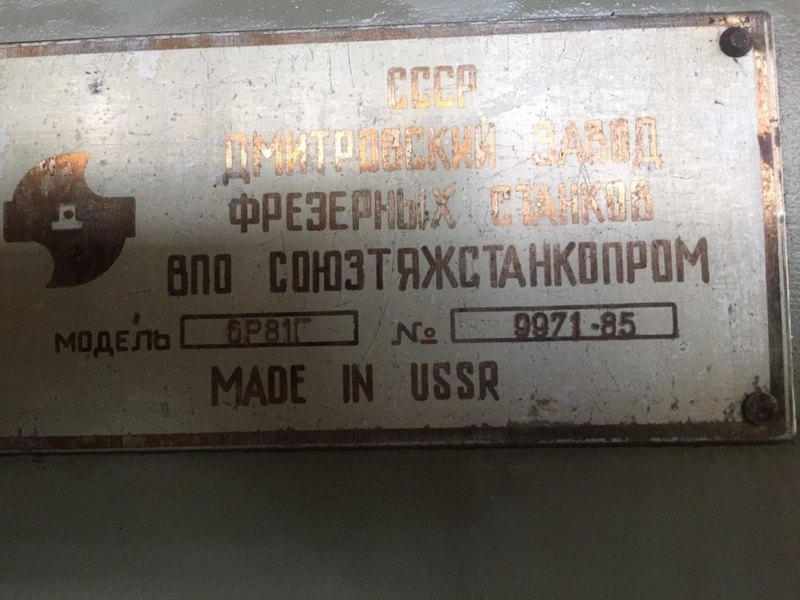 СССР
ДМИТРОВСКИЙ ЗАВОД
ФРЕЗЕРНЫХ СТАНКОВ
ВПО СОЮЗТЯЖСТАНКОПРОМ
МОДЕЛЬ 6Р81Г № 9971-85
MADE IN USSR